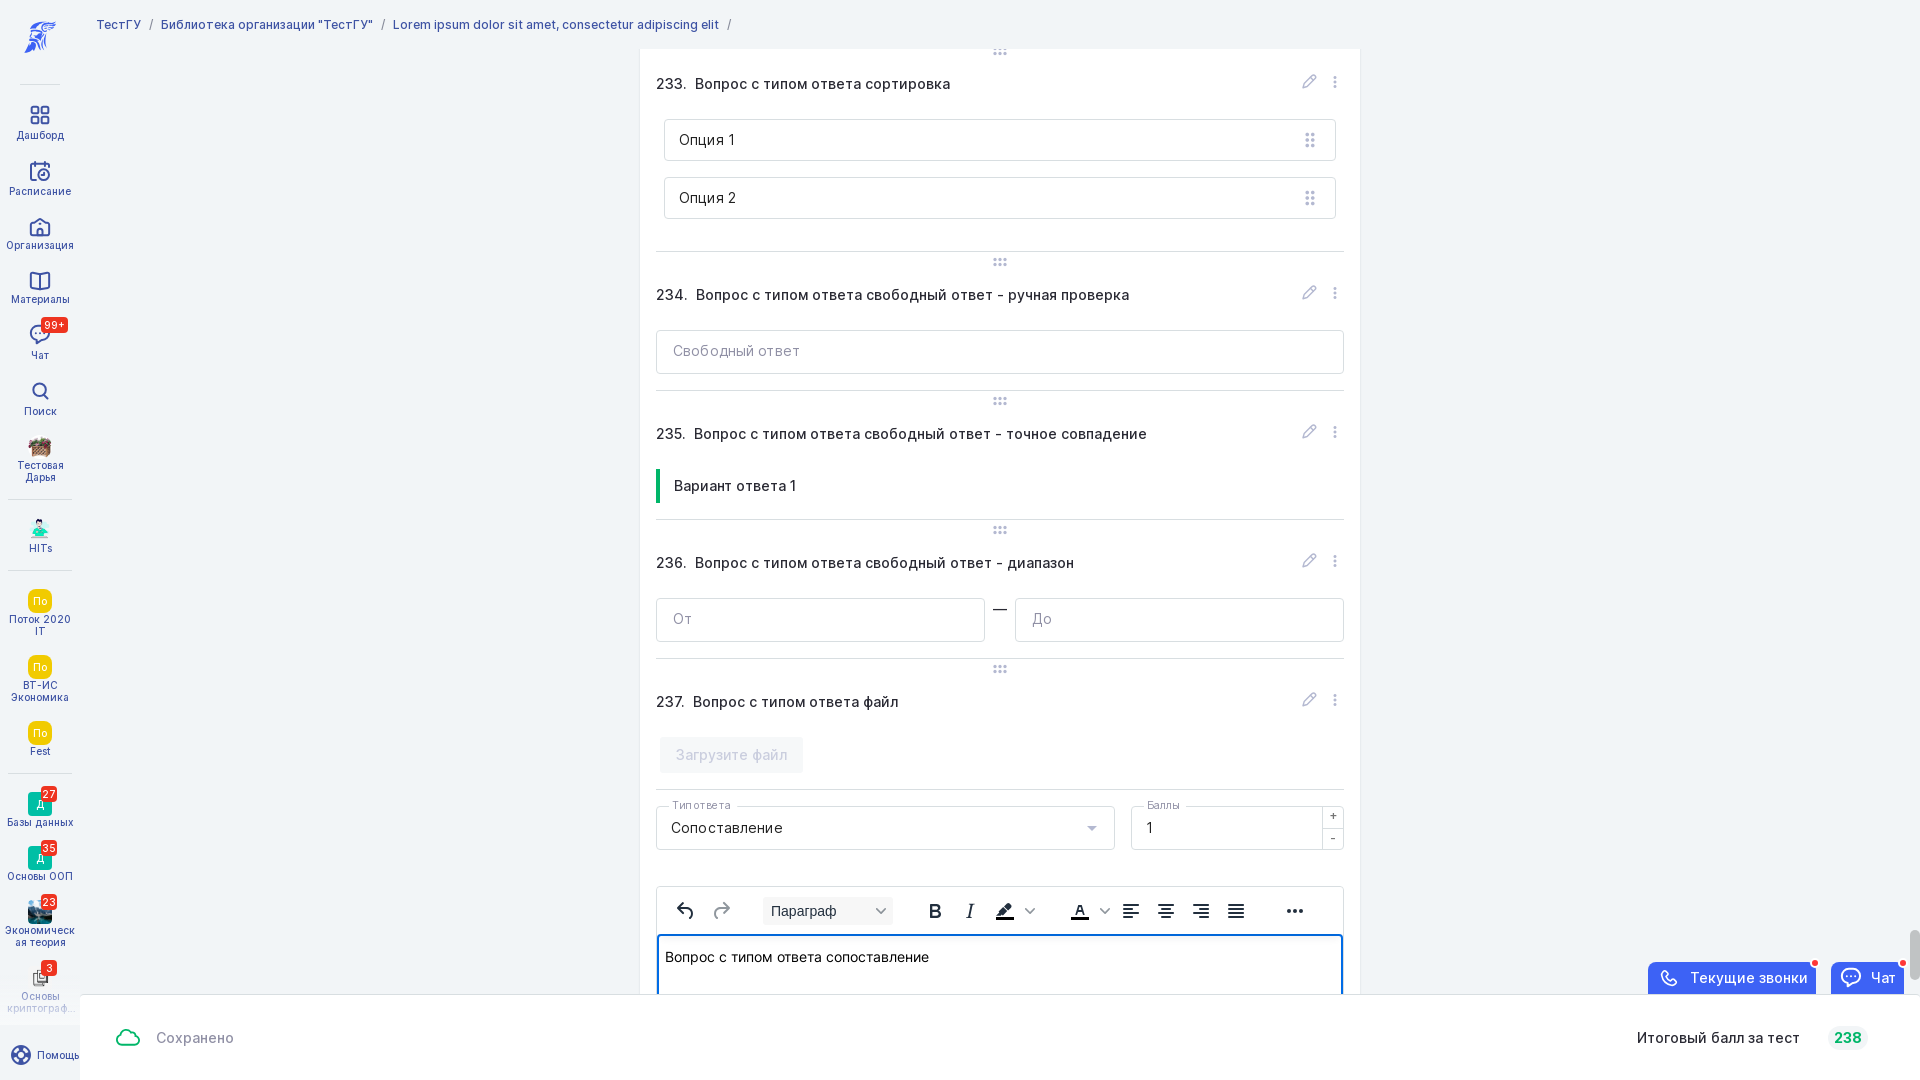 ТестГУ / Библиотека организации "ТестГУ" / Lorem ipsum dolor sit amet, consectetur adipiscing elit /
Дашборд
Расписание
Организация
Материалы
99+
Чат
Поиск
Тестовая
Дарья
HITs
По
Поток 2020
IT
По
ВТ-ИС
Экономика
По
Fest
27
Д
Базы данных
35
Д
Основы ООП
23
Экономическ
ая теория
3
Основы
криптограф...
Помощь
233. Вопрос с типом ответа сортировка
Опция 1
Опция 2
234. Вопрос с типом ответа свободный ответ - ручная проверка
Свободный ответ
235. Вопрос с типом ответа свободный ответ - точное совпадение
Вариант ответа 1
236. Вопрос с типом ответа свободный ответ - диапазон
От — До
237. Вопрос с типом ответа файл
Загрузите файл
Тип ответа
Сопоставление
Баллы
1
+
-
Параграф
B I A
Вопрос с типом ответа сопоставление
Текущие звонки
Чат
Сохранено
Итоговый балл за тест 238